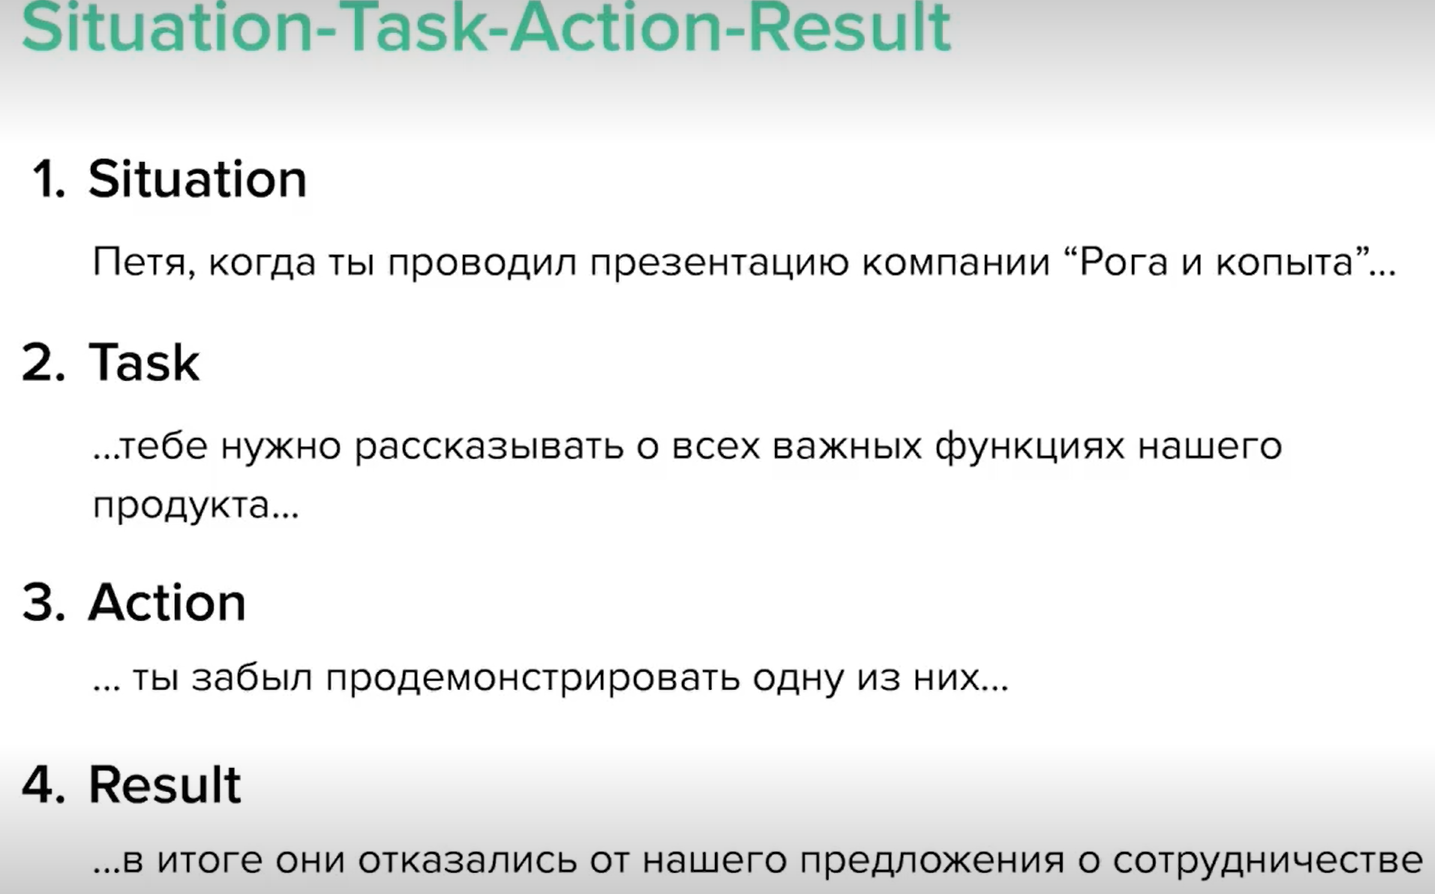 Situation-Task-Action-Result
1. Situation
Петя, когда ты проводил презентацию компании “Рога и копыта”...
2. Task
...тебе нужно рассказывать о всех важных функциях нашего
продукта...
3. Action
... ты забыл продемонстрировать одну из них...
4. Result
...в итоге они отказались от нашего предложения о сотрудничестве